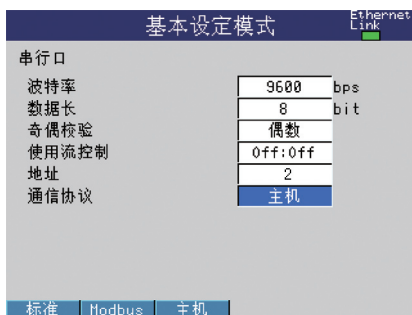 基本设定模式
Ethernet
Link
串行口
波特率 9600 bps
数据长 8 bit
奇偶校验 偶数
使用流控制 Off:Off
地址 2
通信协议 主机
标准 Modbus 主机